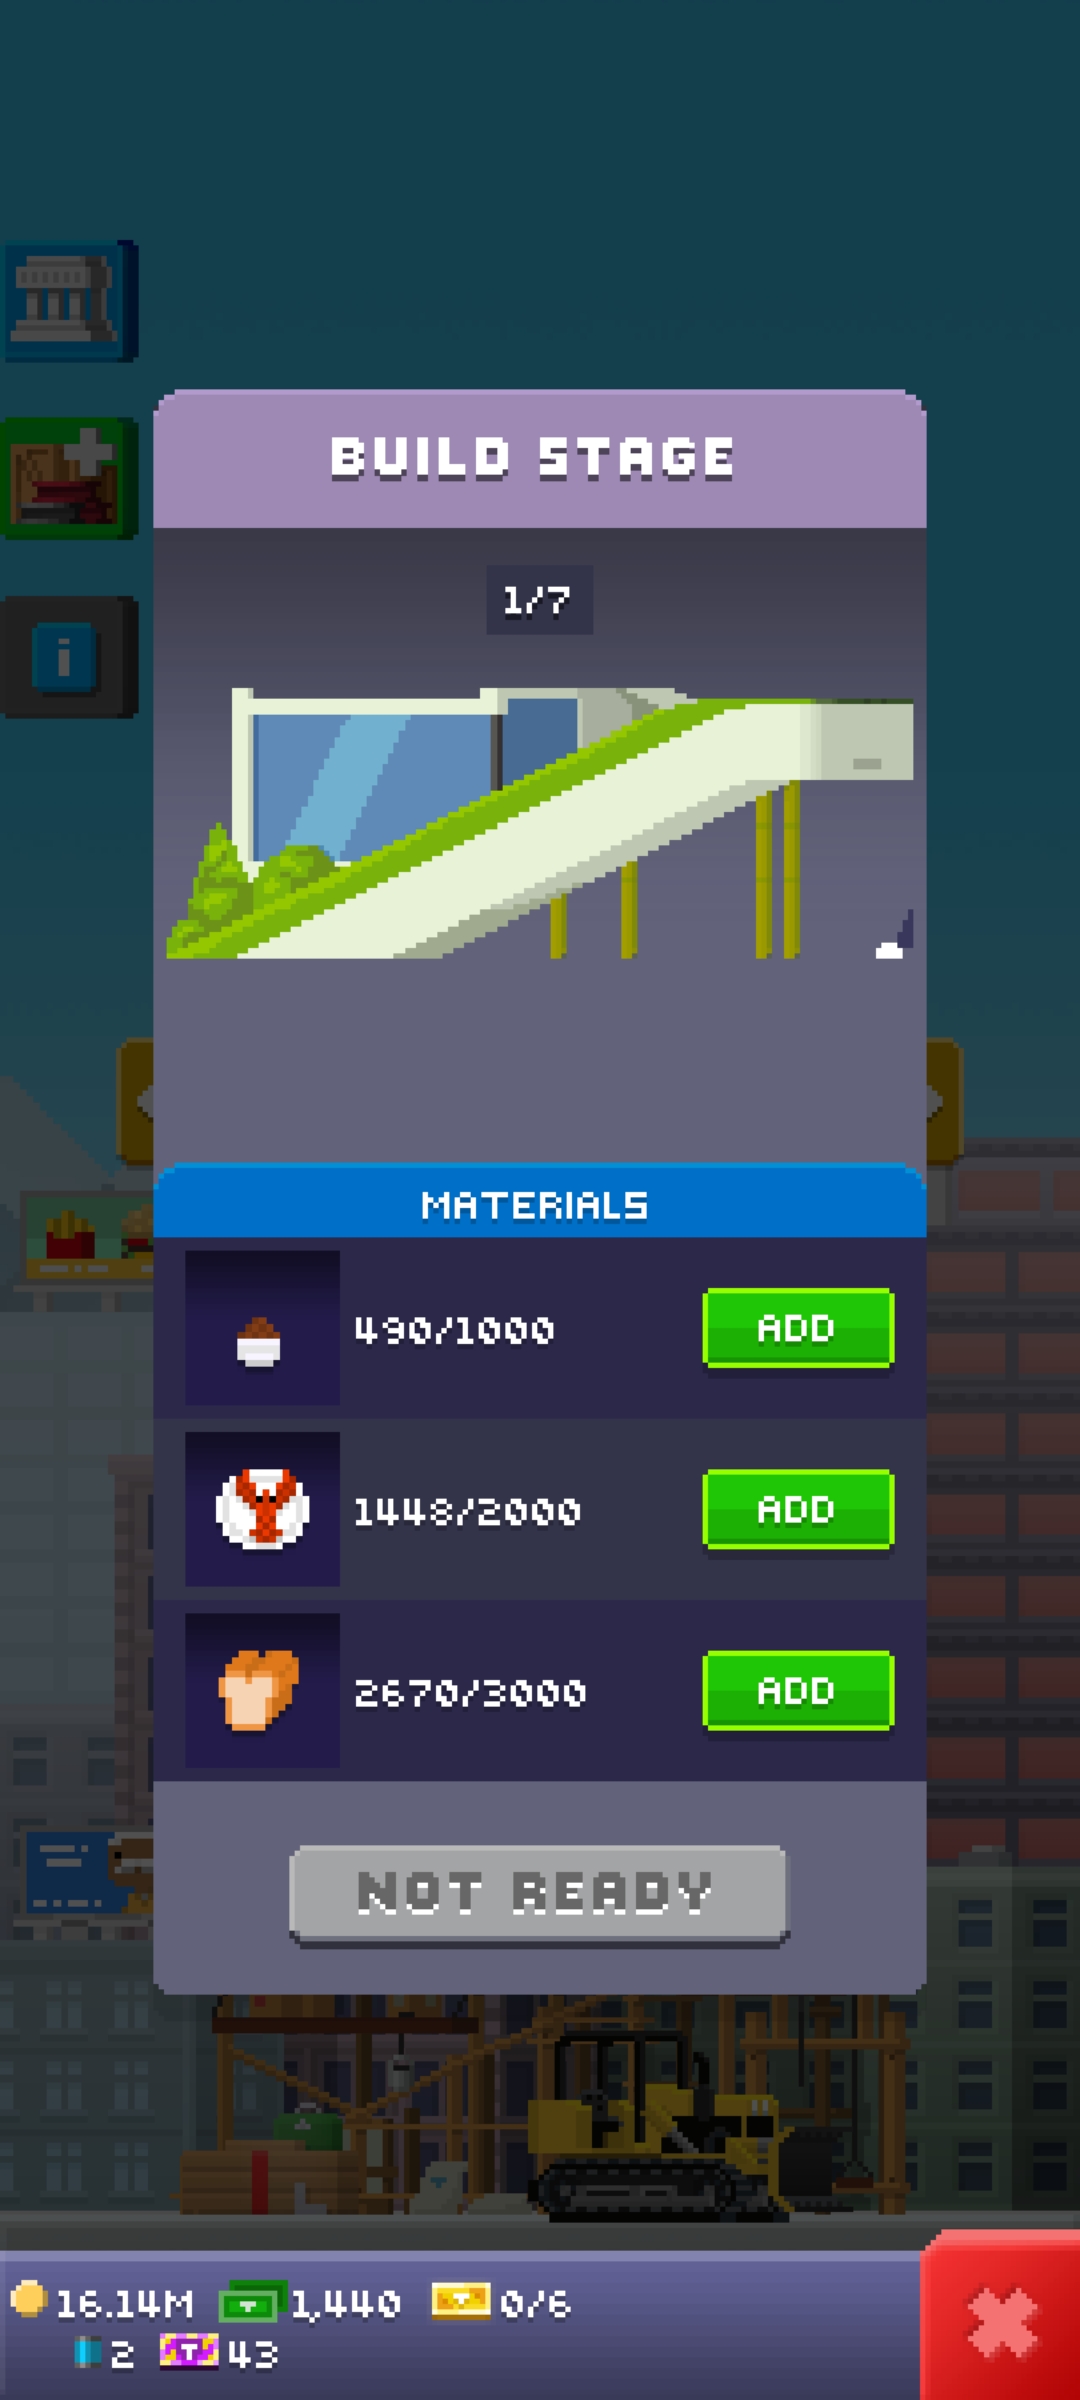 BUILD STAGE
1/7
MATERIALS
490/1000 ADD
1448/2000 ADD
2670/3000 ADD
NOT READY
16.14M 1,440 0/6
2 T 43